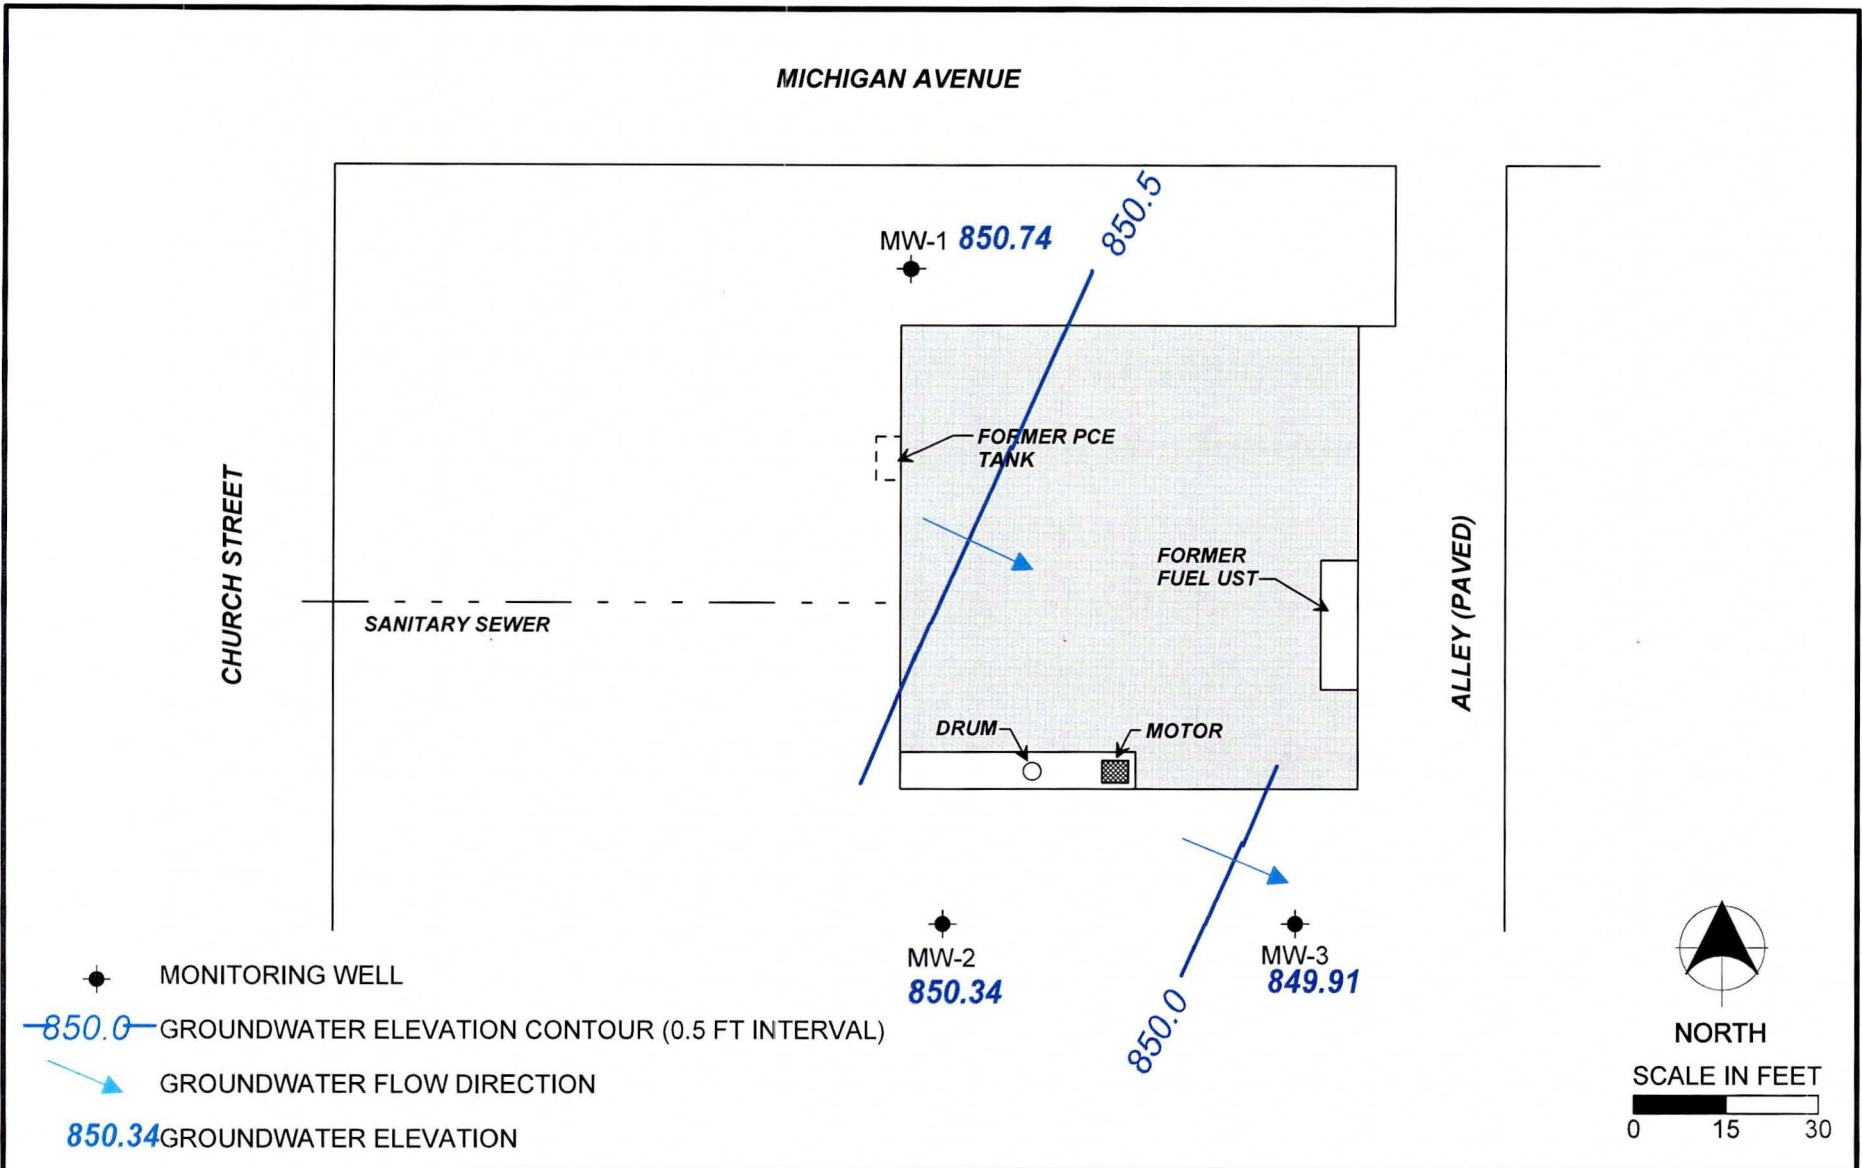 MICHIGAN AVENUE
850.5
MW-1 850.74
FORMER PCE
TANK
CHURCH STREET
ALLEY (PAVED)
FORMER
FUEL UST
SANITARY SEWER
DRUM
MOTOR
MW-2
850.34
MW-3
849.91
850.0
MONITORING WELL
850.0 GROUNDWATER ELEVATION CONTOUR (0.5 FT INTERVAL)
GROUNDWATER FLOW DIRECTION
850.34 GROUNDWATER ELEVATION
NORTH
SCALE IN FEET
0 15 30